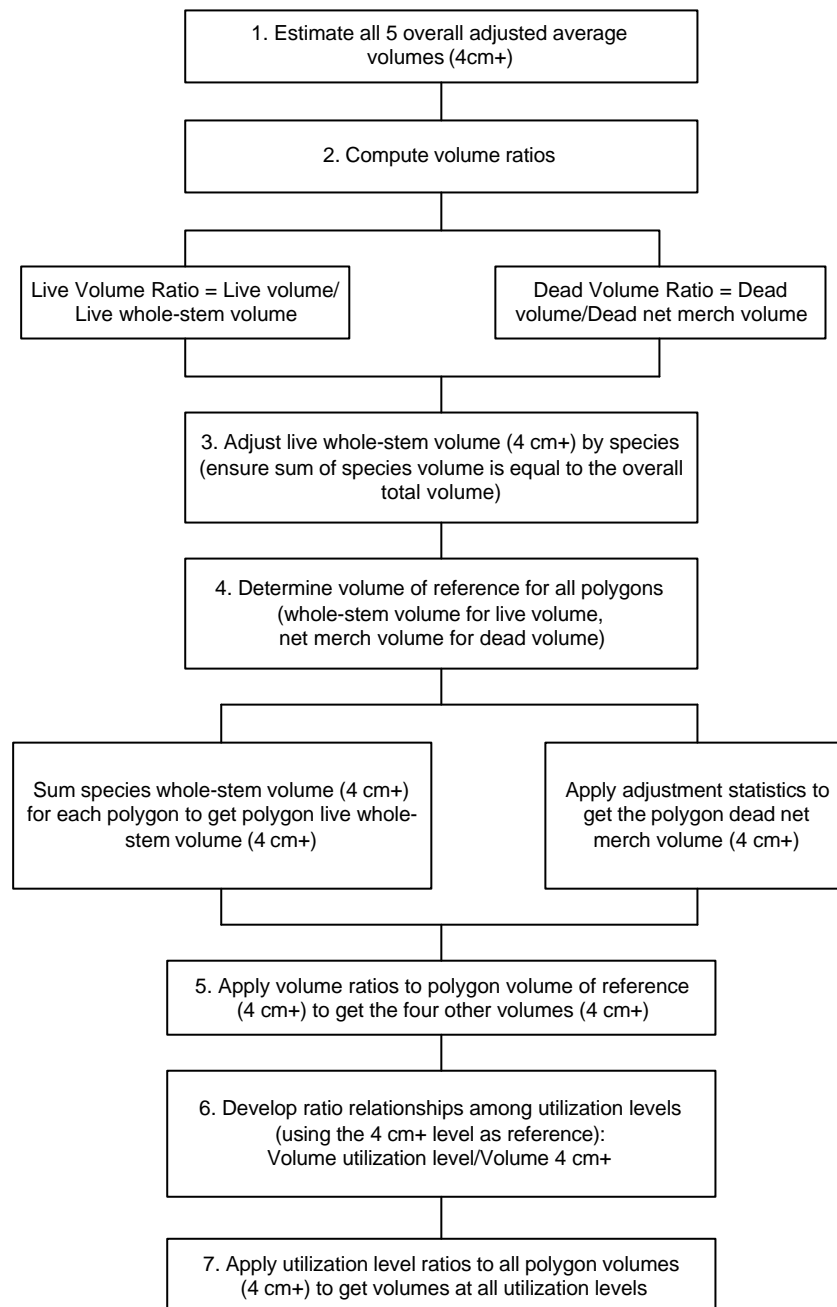 1. Estimate all 5 overall adjusted average
volumes (4cm+)
2. Compute volume ratios
Live Volume Ratio = Live volume/
Live whole-stem volume
Dead Volume Ratio = Dead
volume/Dead net merch volume
3. Adjust live whole-stem volume (4 cm+) by species
(ensure sum of species volume is equal to the overall
total volume)
4. Determine volume of reference for all polygons
(whole-stem volume for live volume,
net merch volume for dead volume)
Sum species whole-stem volume (4 cm+)
for each polygon to get polygon live whole-
stem volume (4 cm+)
Apply adjustment statistics to
get the polygon dead net
merch volume (4 cm+)
5. Apply volume ratios to polygon volume of reference
(4 cm+) to get the four other volumes (4 cm+)
6. Develop ratio relationships among utilization levels
(using the 4 cm+ level as reference):
Volume utilization level/Volume 4 cm+
7. Apply utilization level ratios to all polygon volumes
(4 cm+) to get volumes at all utilization levels